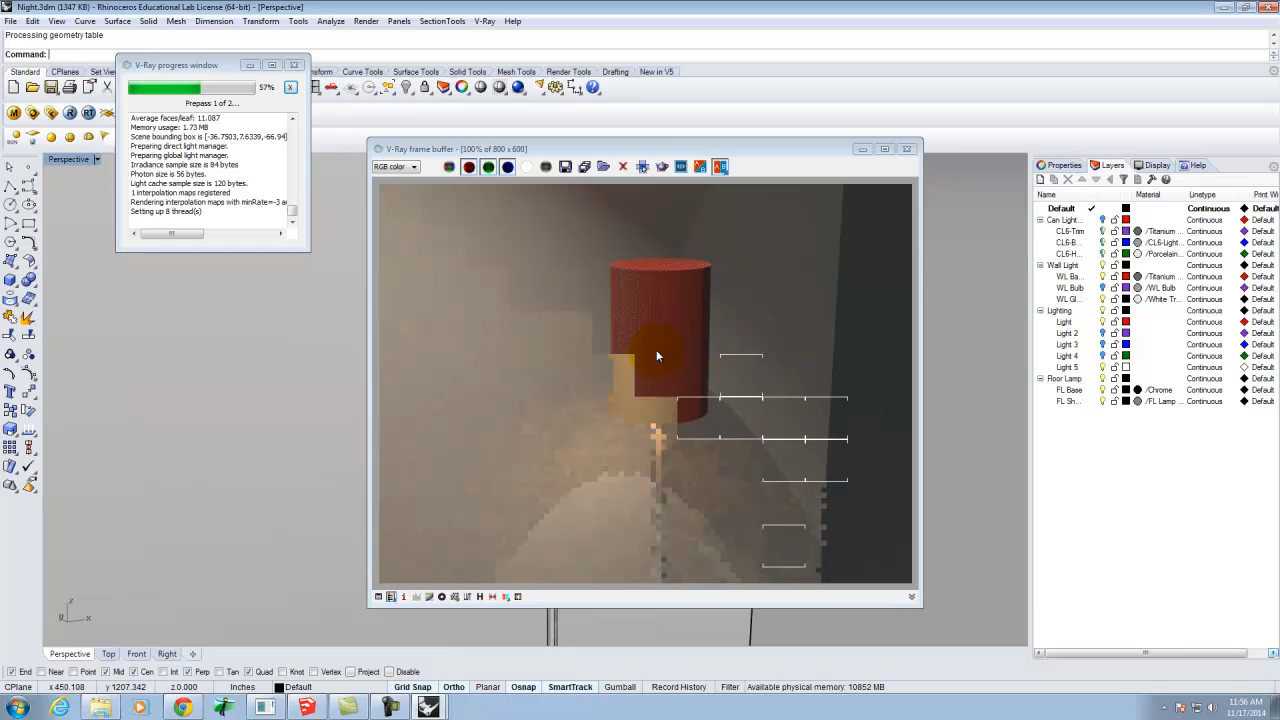 Night.3dm (1347 KB) - Rhinoceros Educational Lab License (64-bit) - [Perspective]
File Edit View Curve Surface Solid Mesh Dimension Transform Tools Analyze Render Panels SectionTools V-Ray Help
Processing geometry table
Command:
Standard CPlanes Set Vi nsform Curve Tools Surface Tools Solid Tools Mesh Tools Render Tools Drafting New in V5
V-Ray progress window
57%
Prepass 1 of 2...
Average faces/leaf: 11.087
Memory usage: 1.73 MB
Scene bounding box is [-36.7503,7.6339,-66.94
Preparing direct light manager.
Preparing global light manager.
Irradiance sample size is 84 bytes
Photon size is 56 bytes.
Light cache sample size is 120 bytes.
1 interpolation maps registered
Rendering interpolation maps with minRate=-3 a
Setting up 8 thread(s)
Perspective
V-Ray frame buffer - [100% of 800 x 600]
RGB color
Properties Layers Display Help
Name Material Linetype Print Wi
Default Continuous Default
Can Light... Continuous Default
CL6-Trim /Titanium ... Continuous Default
CL6-B... /CL6-Light... Continuous Default
CL6-H... /Porcelain... Continuous Default
Wall Light Continuous Default
WL Ba... /Titanium ... Continuous Default
WL Bulb /WL Bulb Continuous Default
WL Gl... /White Tr... Continuous Default
Lighting Continuous Default
Light Continuous Default
Light 2 Continuous Default
Light 3 Continuous Default
Light 4 Continuous Default
Light 5 Continuous Default
Floor Lamp Continuous Default
FL Base /Chrome Continuous Default
FL Sh... /FL Lamp ... Continuous Default
z
x
Perspective Top Front Right
End Near Point Mid Cen Int Perp Tan Quad Knot Vertex Project Disable
CPlane x 450.108 y 1207.342 z 0.000 Inches Default Grid Snap Ortho Planar Osnap SmartTrack Gumball Record History Filter Available physical memory: 10852 MB
11:56 AM
11/17/2014